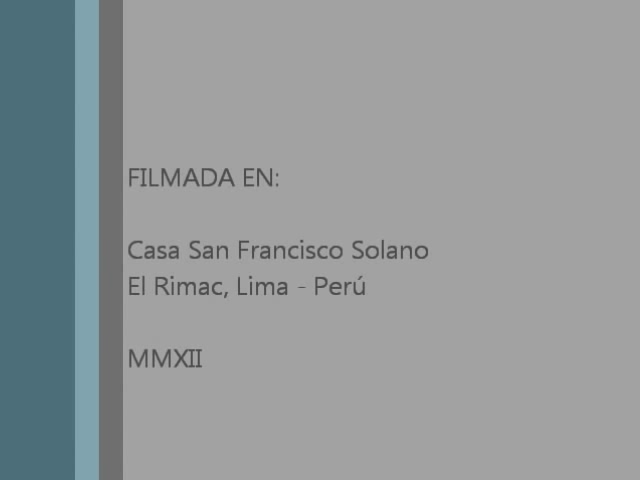 FILMADA EN:
Casa San Francisco Solano
El Rimac, Lima - Perú
MMXII